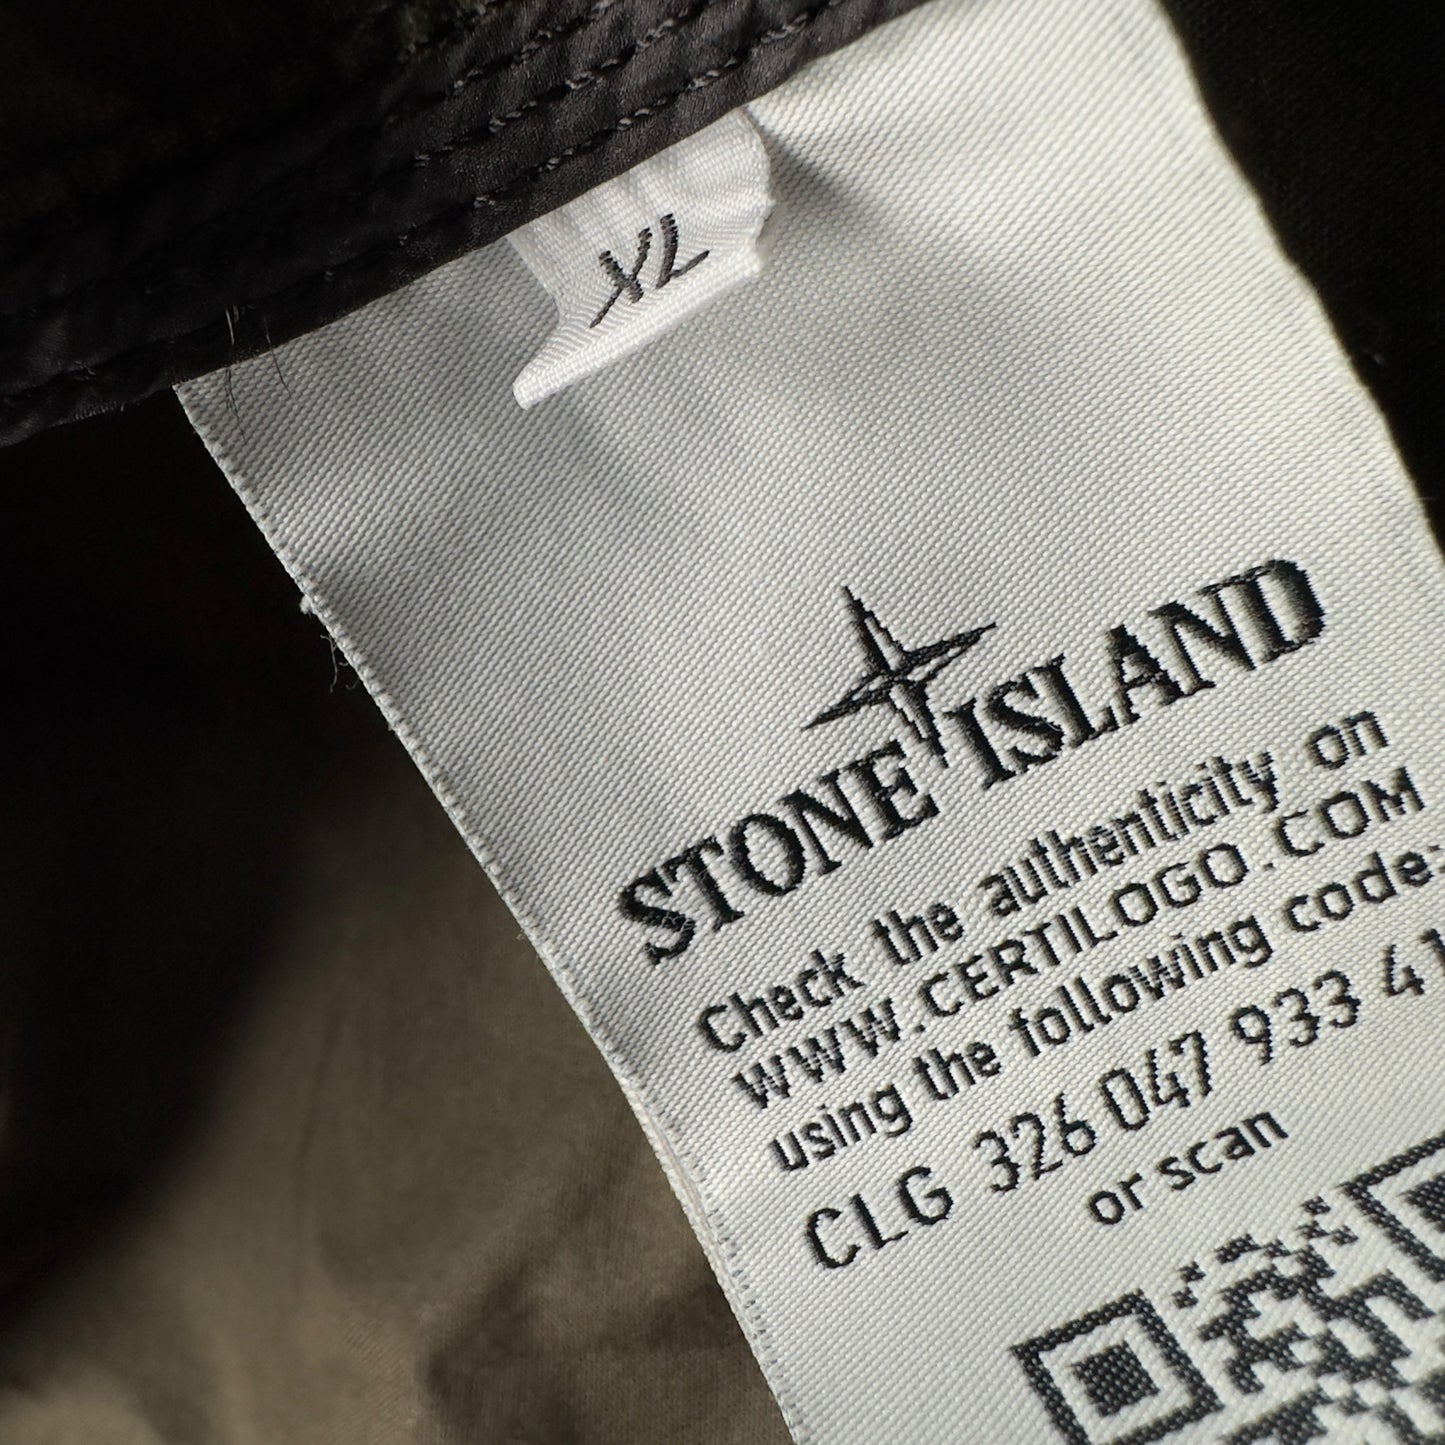 XL
STONE ISLAND
Check the authenticity on
WWW.CERTILOGO.COM
using the following code:
CLG 326 047 933 41
or scan